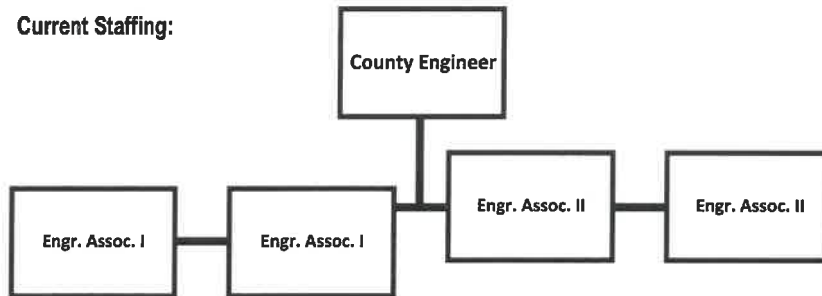 Current Staffing:
County Engineer
Engr. Assoc. I
Engr. Assoc. I
Engr. Assoc. II
Engr. Assoc. II